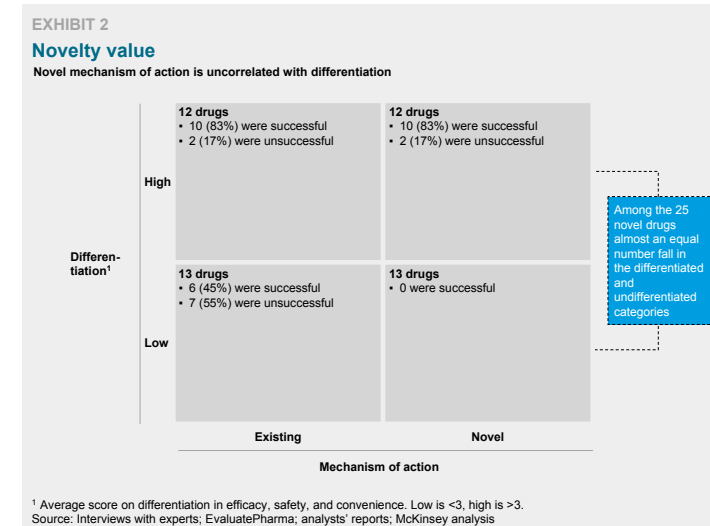 EXHIBIT 2
Novelty value
Novel mechanism of action is uncorrelated with differentiation
12 drugs
▪ 10 (83%) were successful
▪ 2 (17%) were unsuccessful
12 drugs
▪ 10 (83%) were successful
▪ 2 (17%) were unsuccessful
High
Among the 25
novel drugs
almost an equal
number fall in
the differentiated
and
undifferentiated
categories
Differen-
tiation¹
13 drugs
▪ 6 (45%) were successful
▪ 7 (55%) were unsuccessful
13 drugs
▪ 0 were successful
Low
Existing
Novel
Mechanism of action
¹ Average score on differentiation in efficacy, safety, and convenience. Low is <3, high is >3.
Source: Interviews with experts; EvaluatePharma; analysts' reports; McKinsey analysis